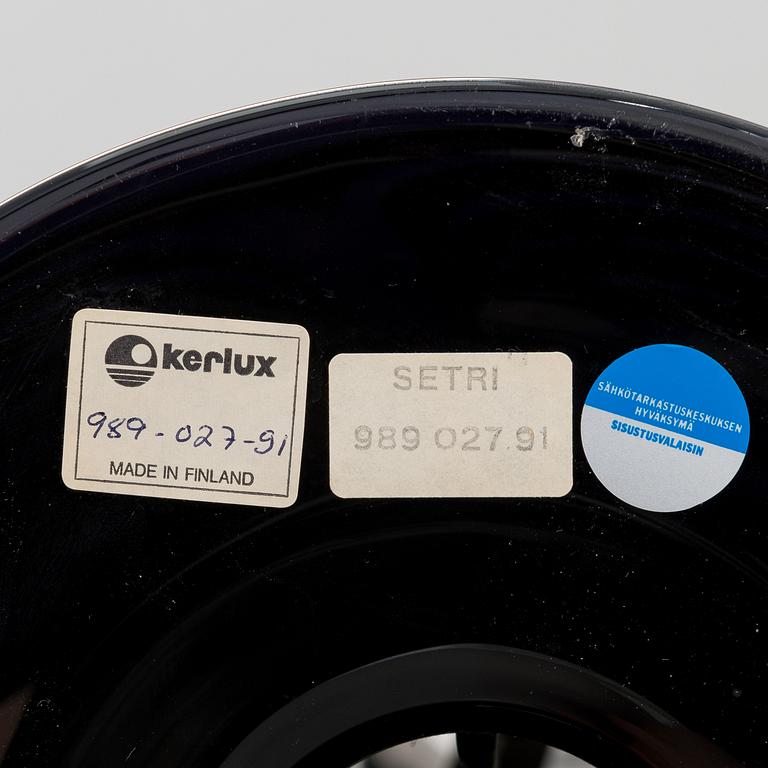 kerlux
989-027-91
MADE IN FINLAND
SETRI
989 027.91
SÄHKÖTARKASTUSKESKUKSEN
HYVÄKSYMÄ
SISUSTUSVALAISIN